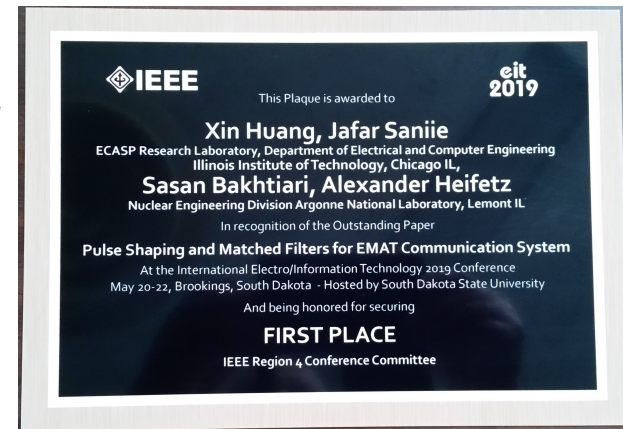 IEEE
eit
2019
This Plaque is awarded to
Xin Huang, Jafar Saniie
ECASP Research Laboratory, Department of Electrical and Computer Engineering
Illinois Institute of Technology, Chicago IL,
Sasan Bakhtiari, Alexander Heifetz
Nuclear Engineering Division Argonne National Laboratory, Lemont IL
In recognition of the Outstanding Paper
Pulse Shaping and Matched Filters for EMAT Communication System
At the International Electro/Information Technology 2019 Conference
May 20-22, Brookings, South Dakota - Hosted by South Dakota State University
And being honored for securing
FIRST PLACE
IEEE Region 4 Conference Committee